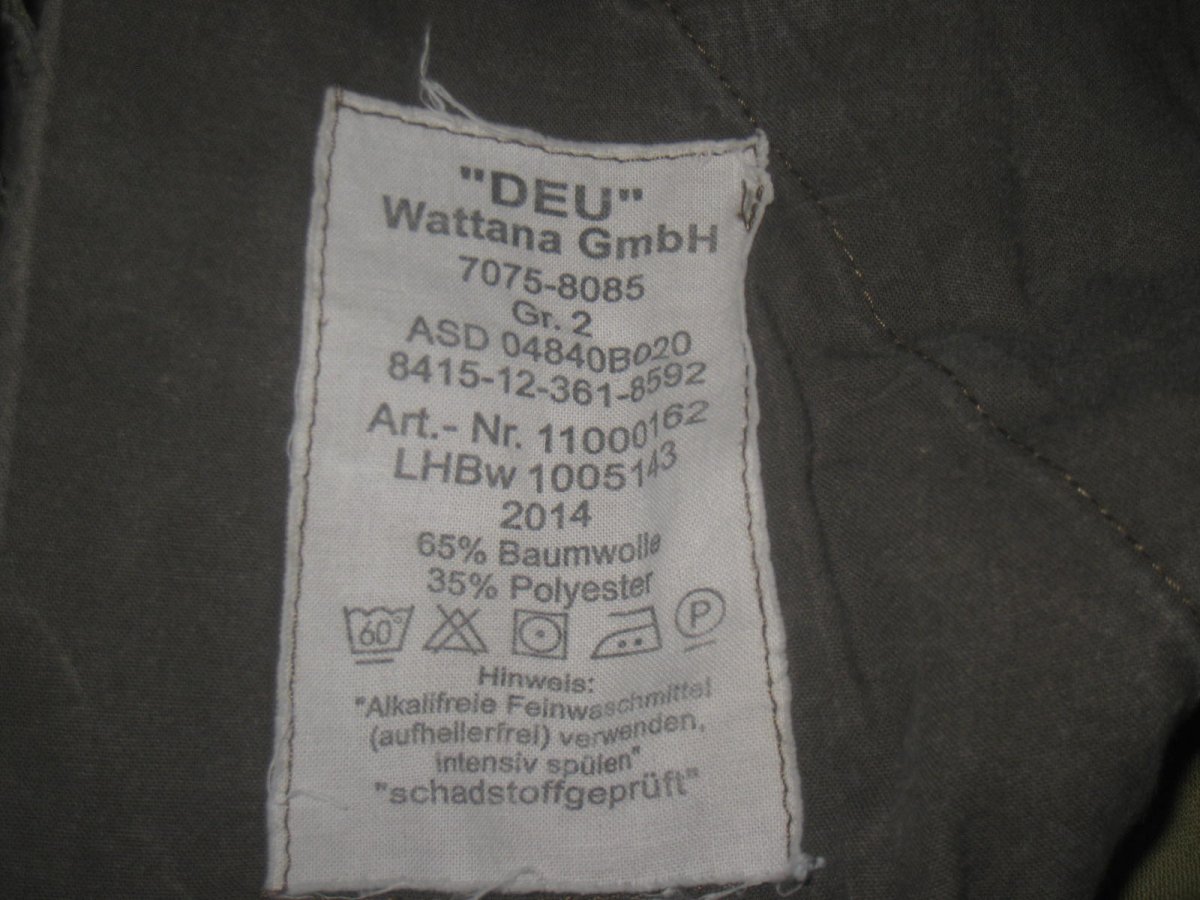 "DEU"
Wattana GmbH
7075-8085
Gr. 2
ASD 04840B020
8415-12-361-8592
Art.- Nr. 11000162
LHBw 1005143
2014
65% Baumwolle
35% Polyester
60° P
Hinweis:
"Alkalifreie Feinwaschmittel
(aufhellerfrei) verwenden,
intensiv spülen"
"schadstoffgeprüft"